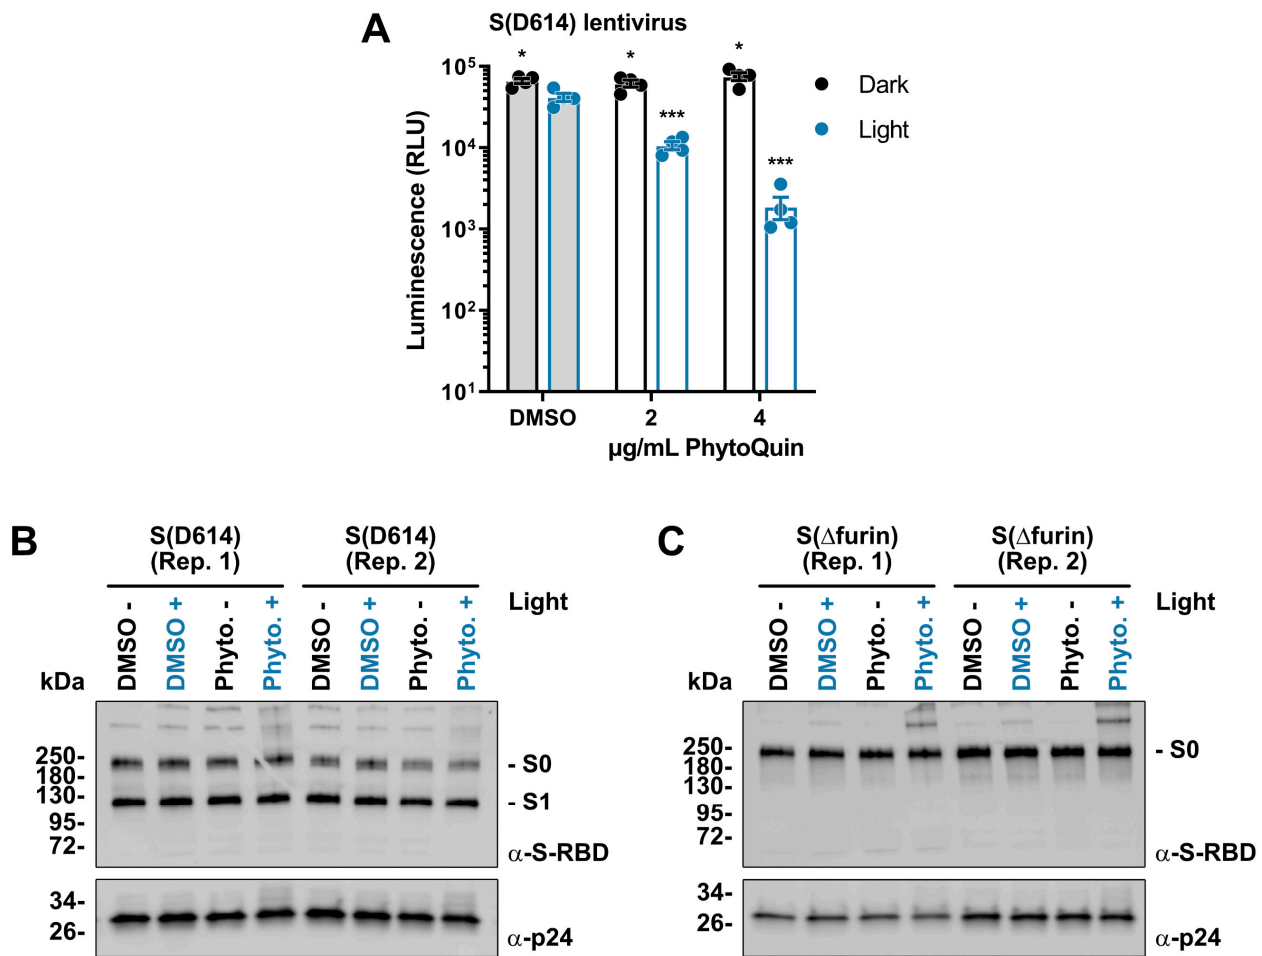 A
S(D614) lentivirus
* * *
*** ***
Luminescence (RLU)
10⁵
10⁴
10³
10²
10¹
Dark
Light
DMSO 2 4
µg/mL PhytoQuin
B
S(D614) S(D614)
(Rep. 1) (Rep. 2)
DMSO - DMSO + Phyto. - Phyto. + DMSO - DMSO + Phyto. - Phyto. + Light
kDa
250-
180-
130-
95-
72-
- S0
- S1
α-S-RBD
34-
26-
α-p24
C
S(Δfurin) S(Δfurin)
(Rep. 1) (Rep. 2)
DMSO - DMSO + Phyto. - Phyto. + DMSO - DMSO + Phyto. - Phyto. + Light
kDa
250-
180-
130-
95-
72-
- S0
α-S-RBD
34-
26-
α-p24